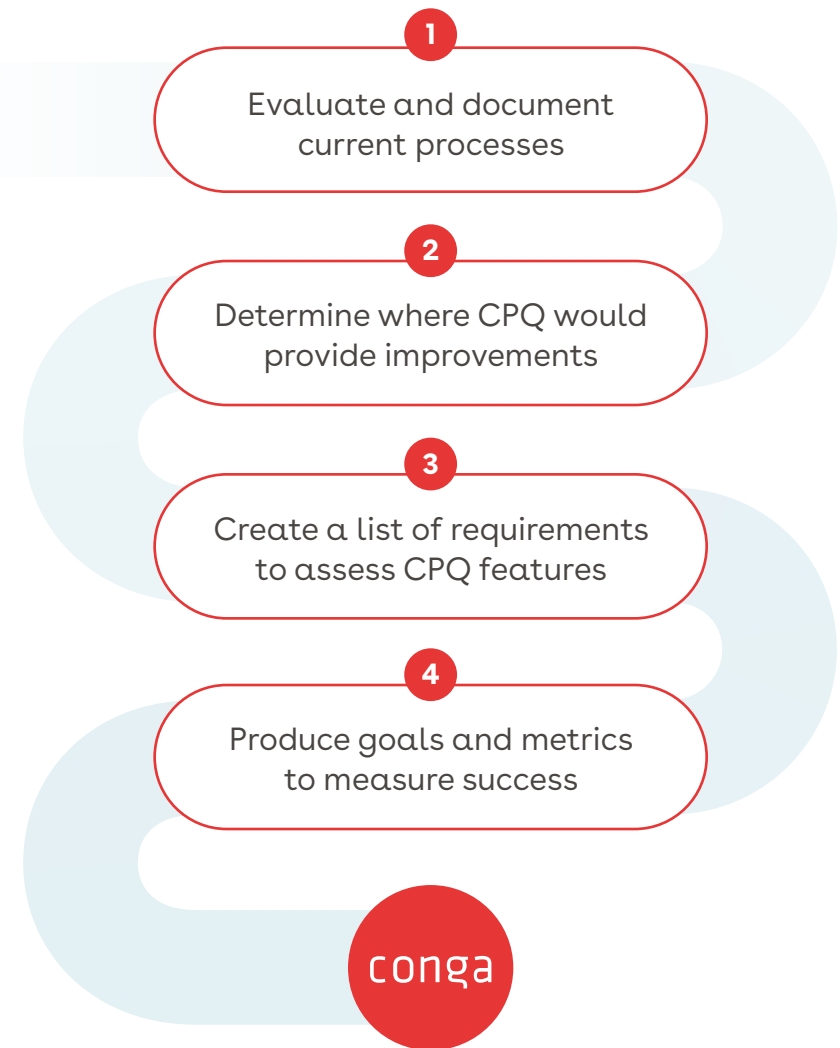 1
Evaluate and document
current processes
2
Determine where CPQ would
provide improvements
3
Create a list of requirements
to assess CPQ features
4
Produce goals and metrics
to measure success
conga